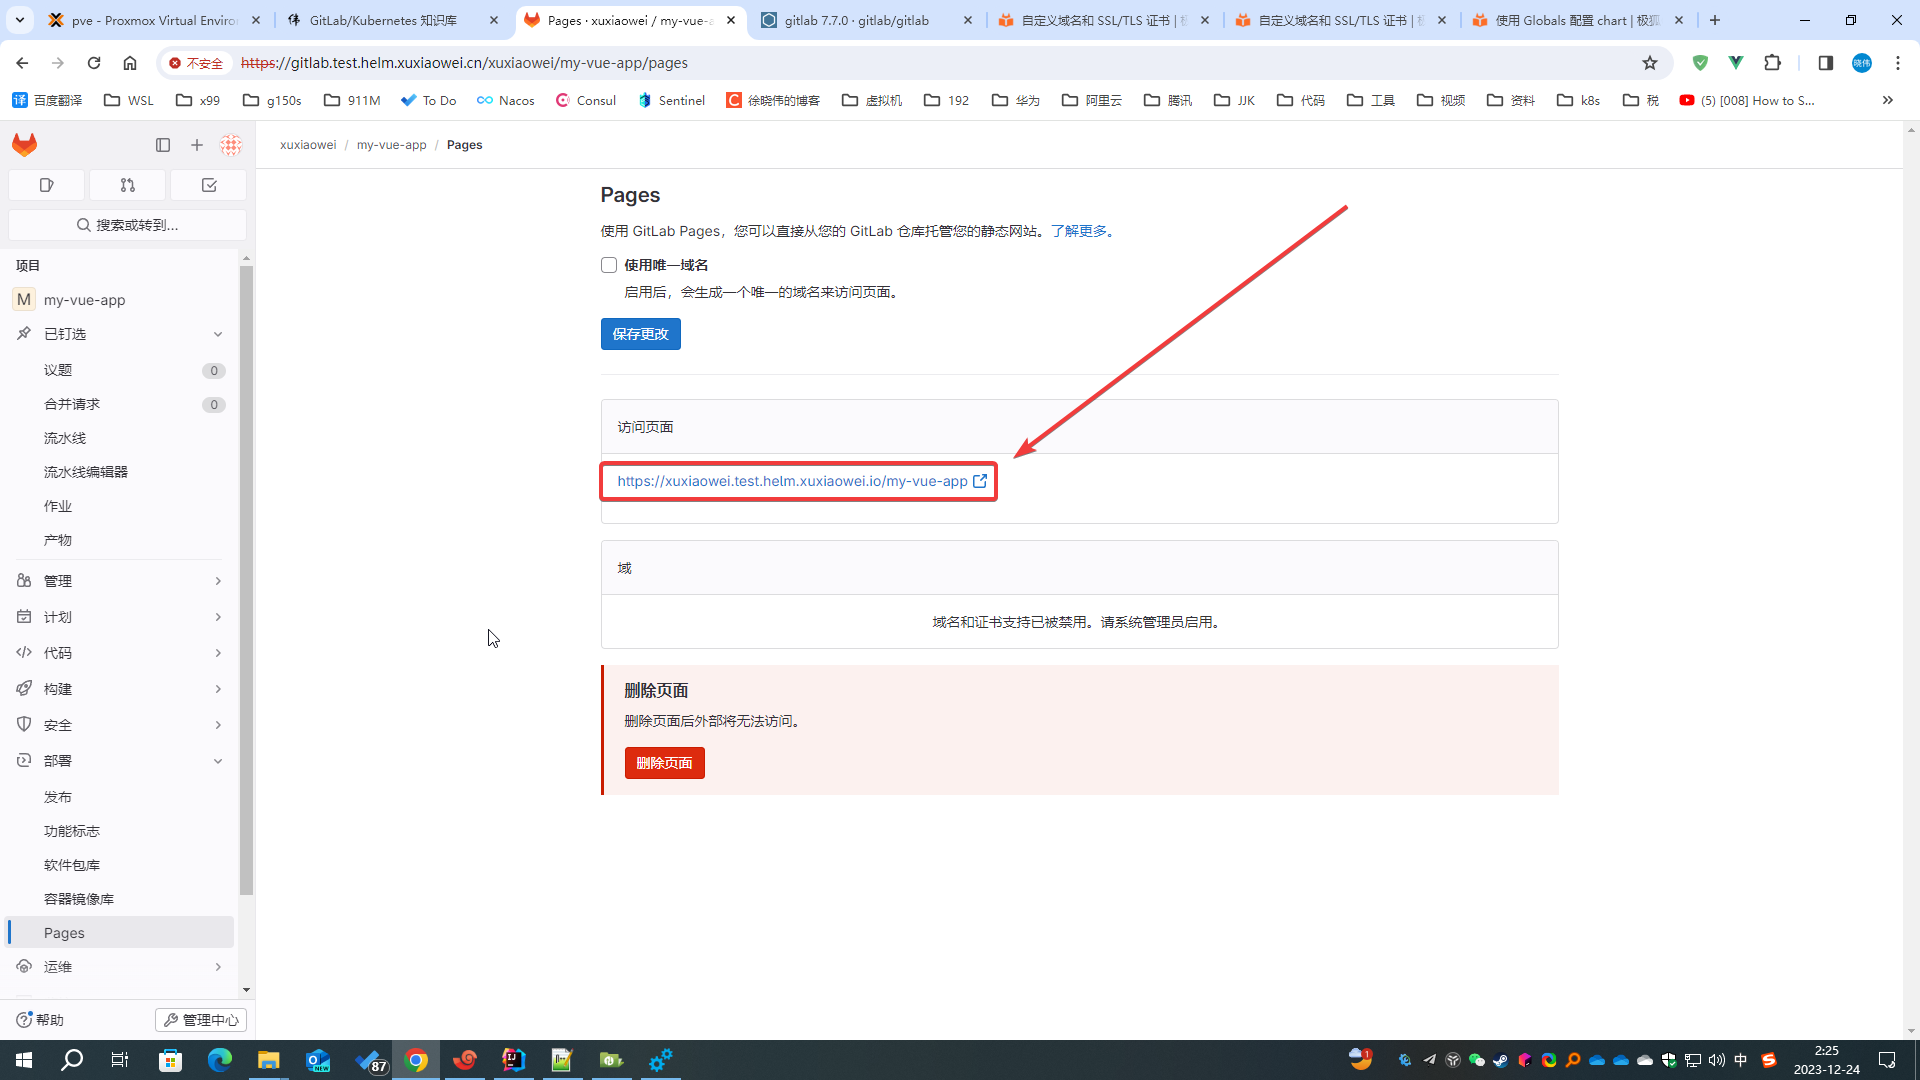 pve - Proxmox Virtual Enviro
GitLab/Kubernetes 知识库
Pages · xuxiaowei / my-vue-a
gitlab 7.7.0 · gitlab/gitlab
自定义域名和 SSL/TLS 证书 |
自定义域名和 SSL/TLS 证书 |
使用 Globals 配置 chart | 极狐
不安全
https://gitlab.test.helm.xuxiaowei.cn/xuxiaowei/my-vue-app/pages
晓伟
译 百度翻译
WSL
x99
g150s
911M
To Do
Nacos
Consul
Sentinel
C 徐晓伟的博客
虚拟机
192
华为
阿里云
腾讯
JJK
代码
工具
视频
资料
k8s
税
(5) [008] How to S...
xuxiaowei / my-vue-app / Pages
搜索或转到...
项目
M my-vue-app
已钉选
议题 0
合并请求 0
流水线
流水线编辑器
作业
产物
管理
计划
代码
构建
安全
部署
发布
功能标志
软件包库
容器镜像库
Pages
运维
帮助
管理中心
Pages
使用 GitLab Pages，您可以直接从您的 GitLab 仓库托管您的静态网站。了解更多。
使用唯一域名
启用后，会生成一个唯一的域名来访问页面。
保存更改
访问页面
https://xuxiaowei.test.helm.xuxiaowei.io/my-vue-app
域
域名和证书支持已被禁用。请系统管理员启用。
删除页面
删除页面后外部将无法访问。
删除页面
NEW
87
1
中
2:25
2023-12-24